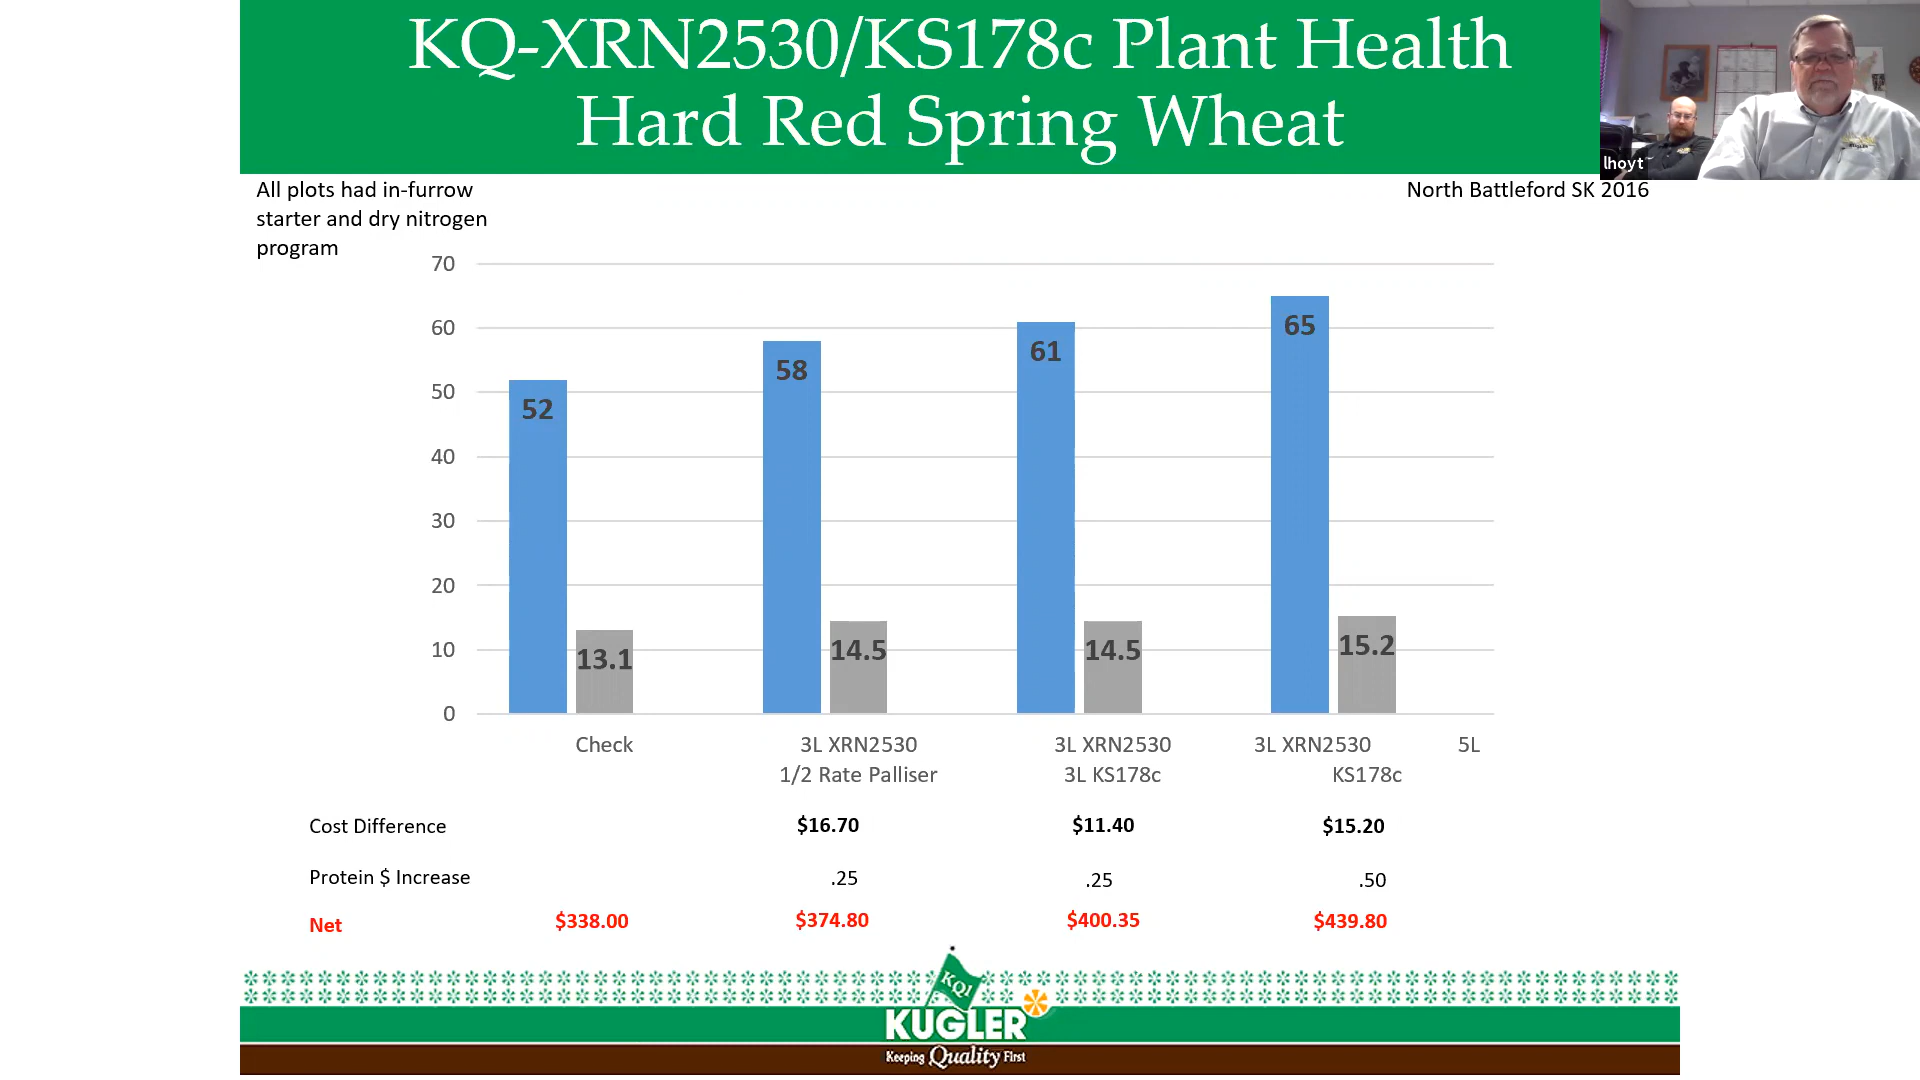 KQ-XRN2530/KS178c Plant Health
Hard Red Spring Wheat
lhoyt
All plots had in-furrow
starter and dry nitrogen
program
North Battleford SK 2016
70
60
50
40
30
20
10
0
52
13.1
58
14.5
61
14.5
65
15.2
Check
3L XRN2530
1/2 Rate Palliser
3L XRN2530
3L KS178c
3L XRN2530 5L
KS178c
Cost Difference $16.70 $11.40 $15.20
Protein $ Increase .25 .25 .50
Net $338.00 $374.80 $400.35 $439.80
KQ1
KUGLER
Keeping Quality First